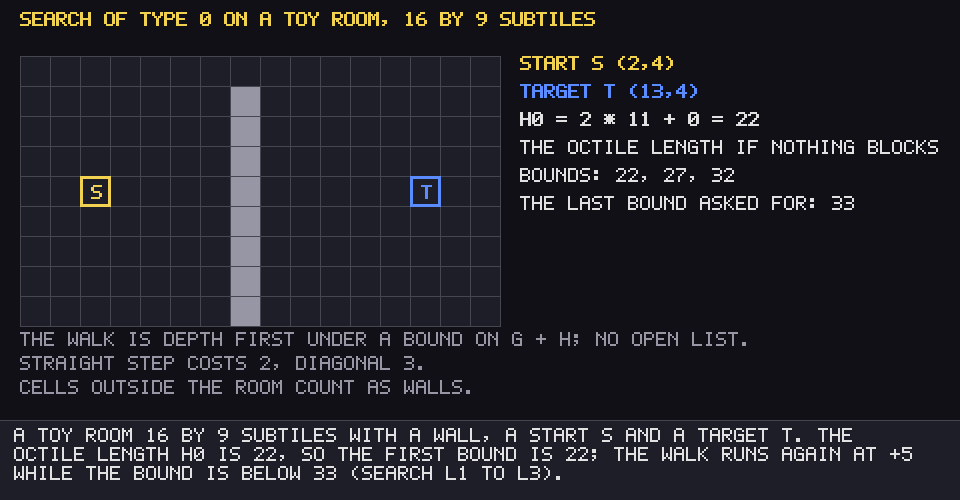 SEARCH OF TYPE 0 ON A TOY ROOM, 16 BY 9 SUBTILES
START S (2,4)
TARGET T (13,4)
H0 = 2 * 11 + 0 = 22
THE OCTILE LENGTH IF NOTHING BLOCKS
BOUNDS: 22, 27, 32
THE LAST BOUND ASKED FOR: 33
S
T
THE WALK IS DEPTH FIRST UNDER A BOUND ON G + H; NO OPEN LIST.
STRAIGHT STEP COSTS 2, DIAGONAL 3.
CELLS OUTSIDE THE ROOM COUNT AS WALLS.
A TOY ROOM 16 BY 9 SUBTILES WITH A WALL, A START S AND A TARGET T. THE
OCTILE LENGTH H0 IS 22, SO THE FIRST BOUND IS 22; THE WALK RUNS AGAIN AT +5
WHILE THE BOUND IS BELOW 33 (SEARCH L1 TO L3).